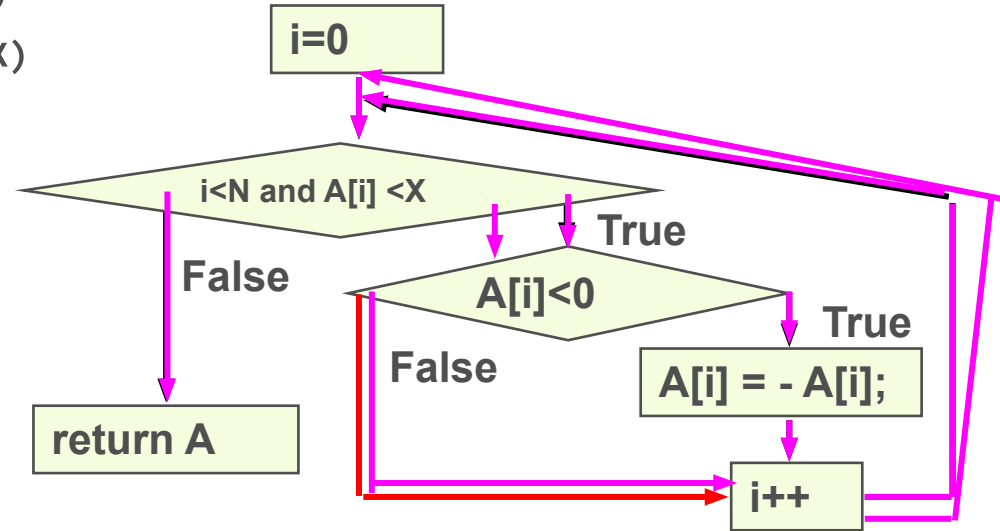 )
X)
i=0
i<N and A[i] <X
True
False
A[i]<0
True
False
A[i] = - A[i];
return A
i++